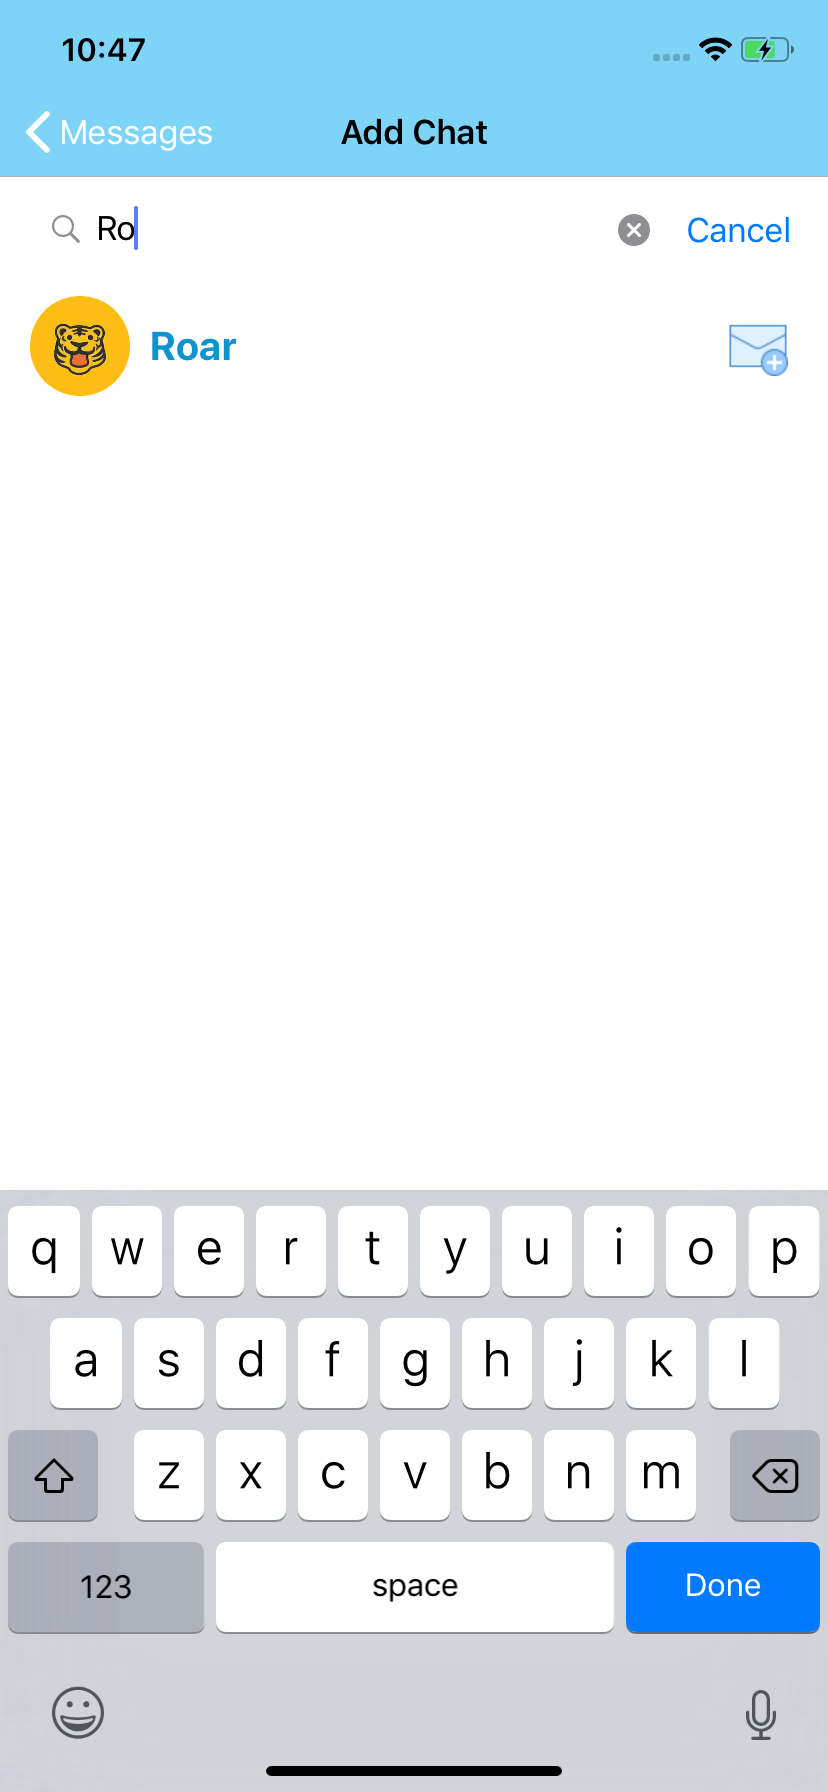 10:47
Messages
Add Chat
Ro
Cancel
Roar
q w e r t y u i o p
a s d f g h j k l
z x c v b n m
123 space Done